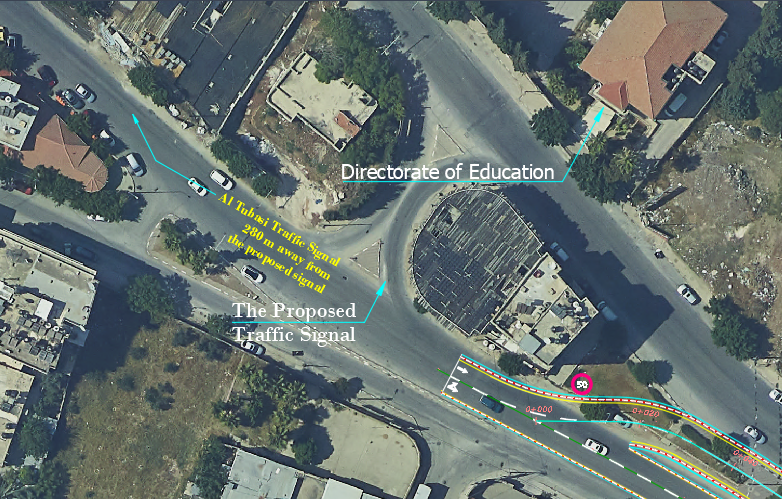 Directorate of Education
Al Tubasi Traffic Signal
280 m away from
the proposed signal
The Proposed
Traffic Signal
50
0+000
0+020